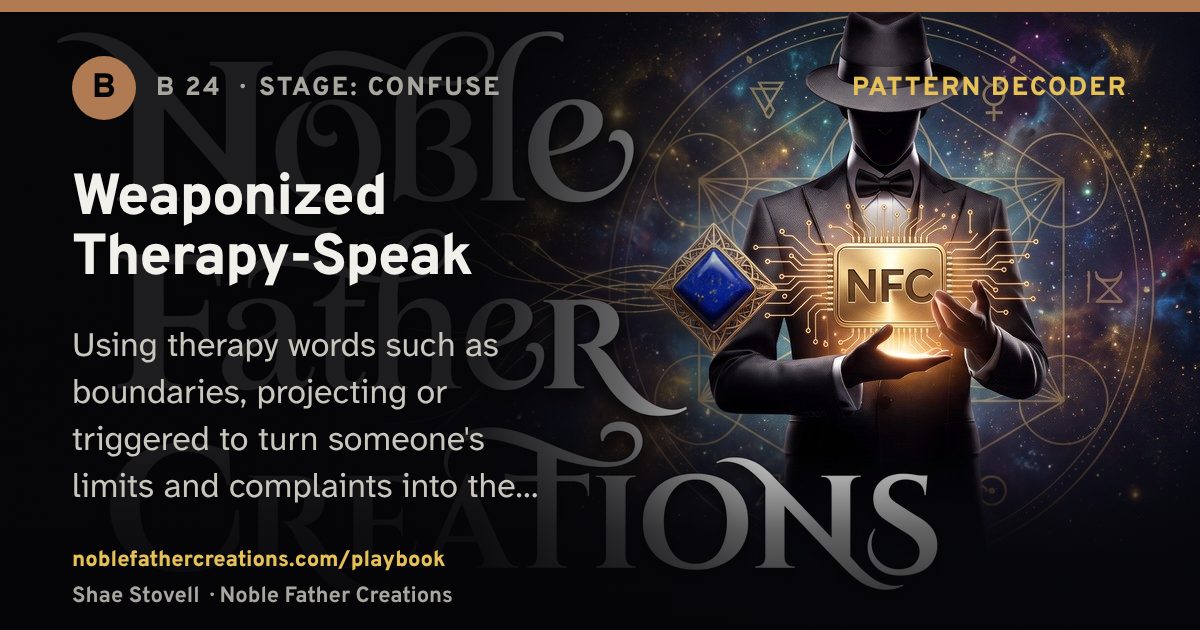 B
B 24 · STAGE: CONFUSE
PATTERN DECODER
Weaponized
Therapy-Speak
Using therapy words such as
boundaries, projecting or
triggered to turn someone's
limits and complaints into the...
noblefathercreations.com/playbook
Shae Stovell · Noble Father Creations
Noble
Father
Creations
NFC